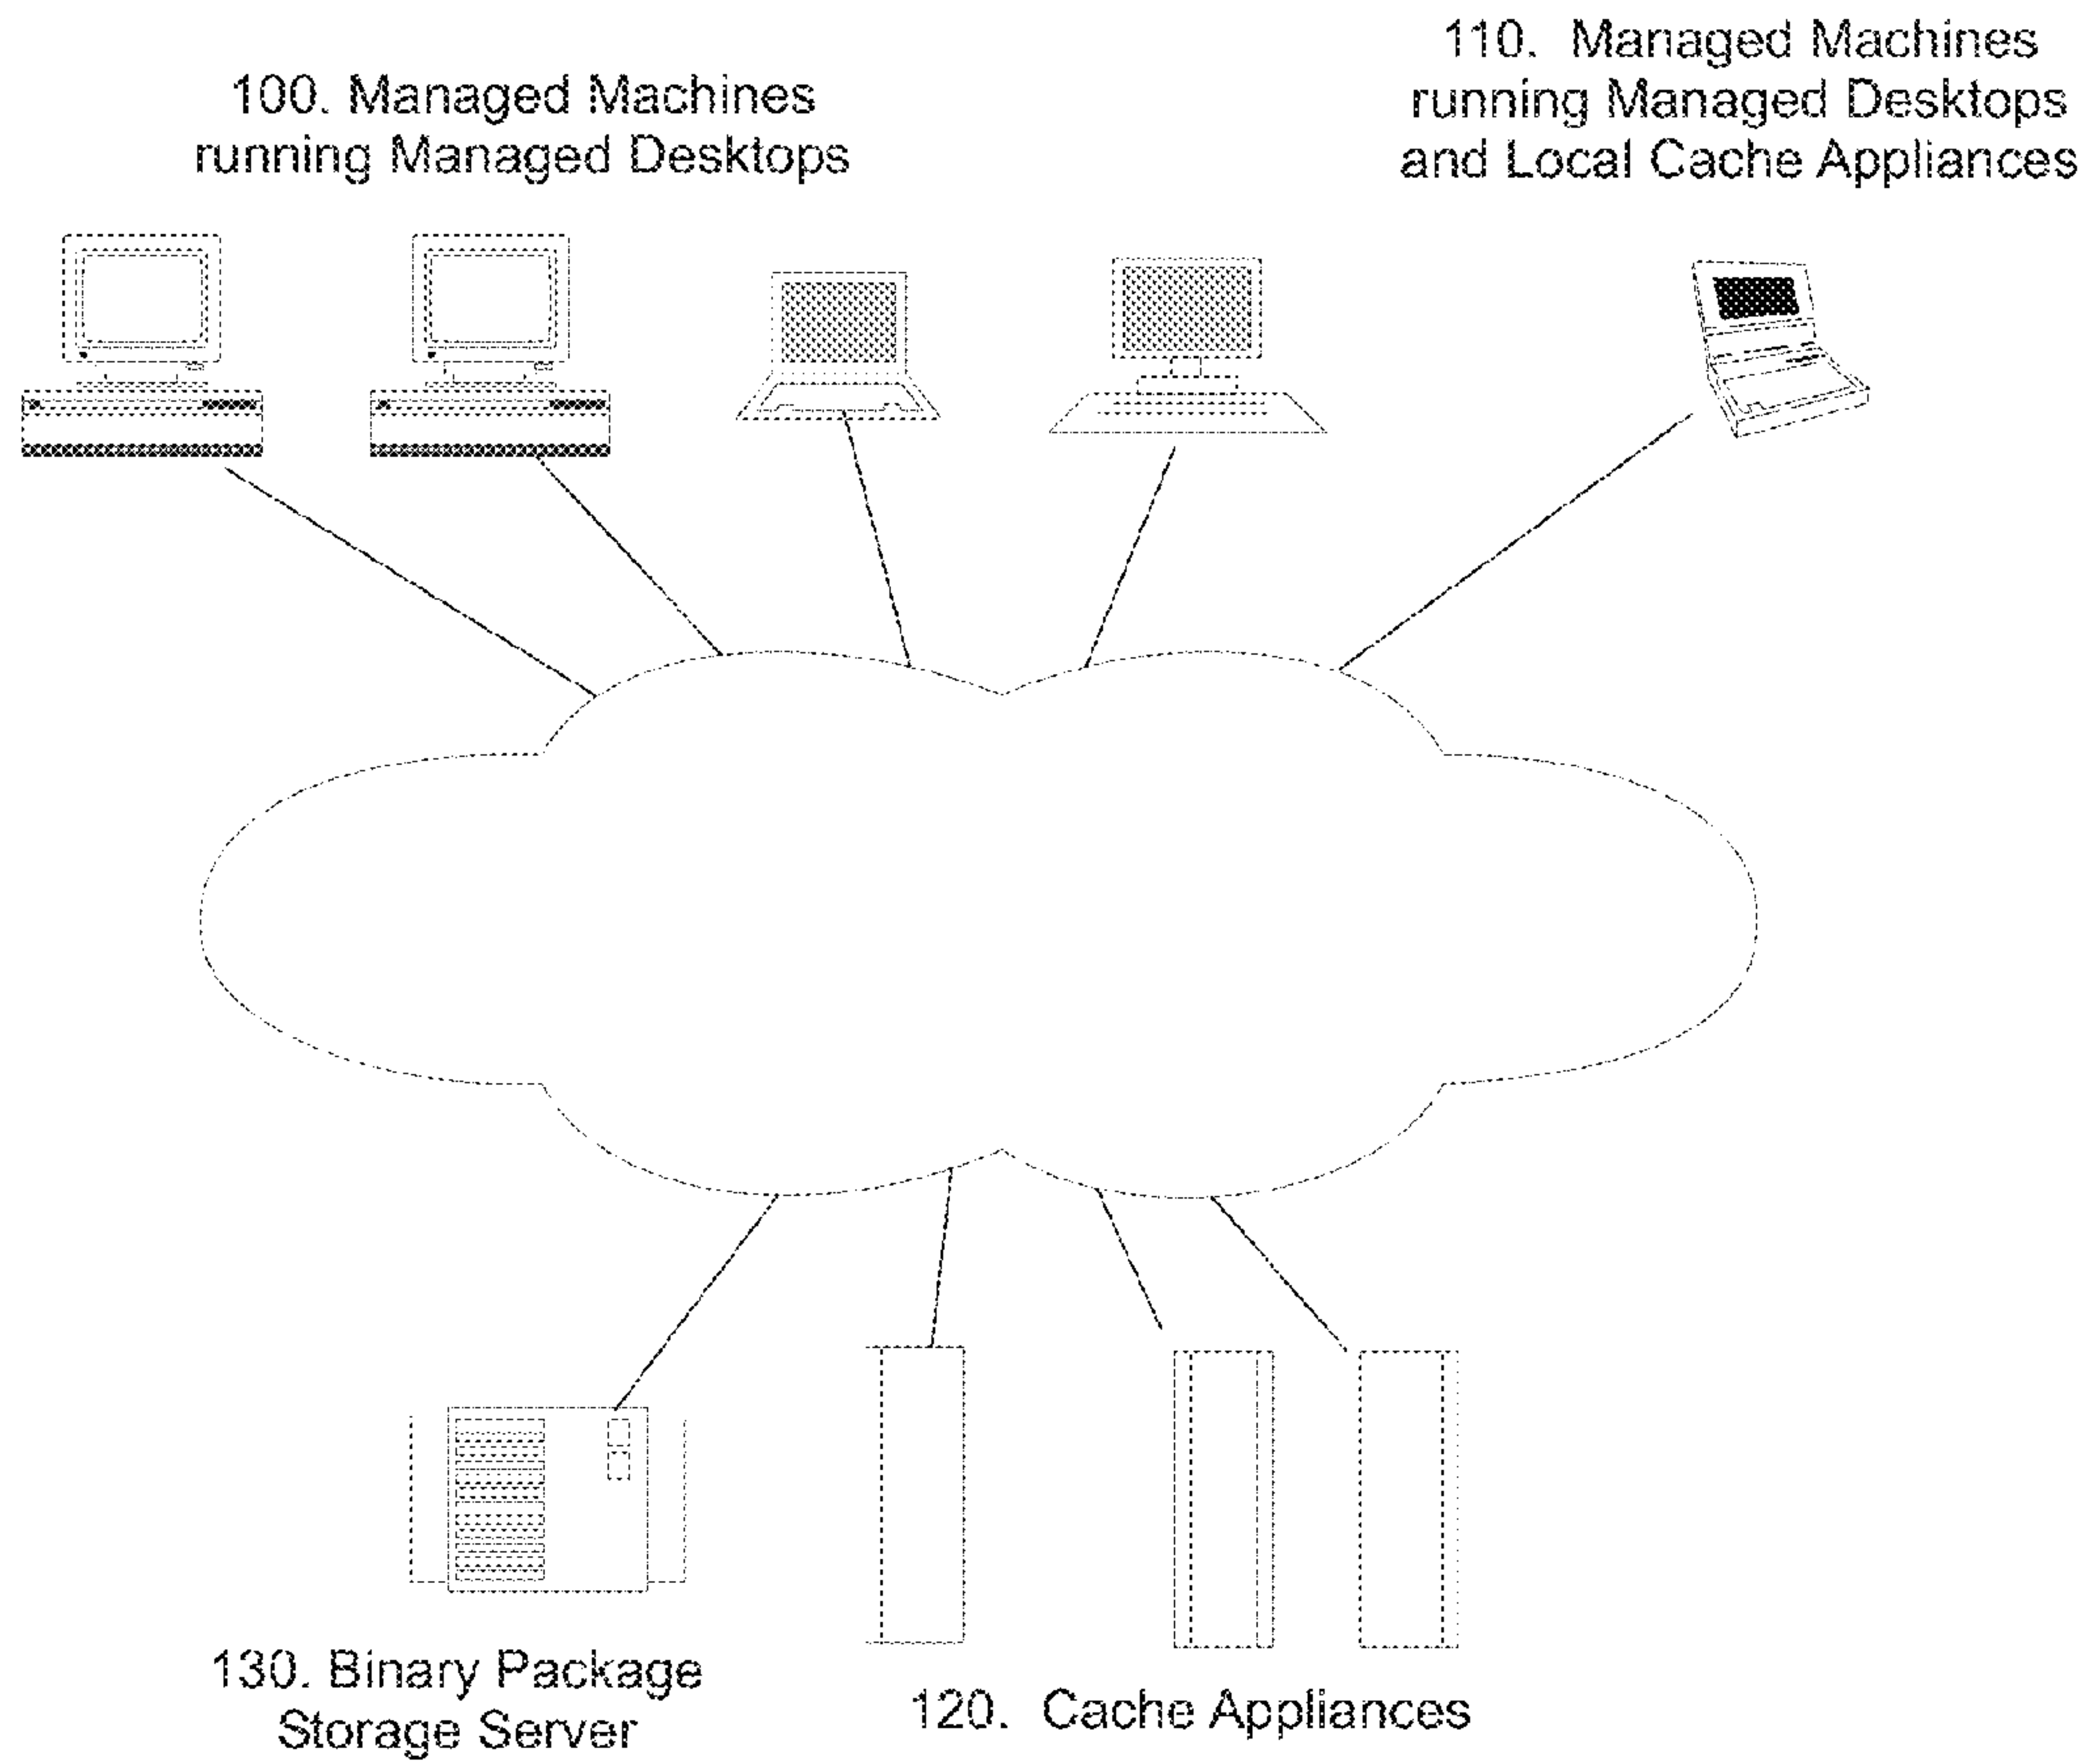 100. Managed Machines
running Managed Desktops
110. Managed Machines
running Managed Desktops
and Local Cache Appliances
130. Binary Package
Storage Server
120. Cache Appliances